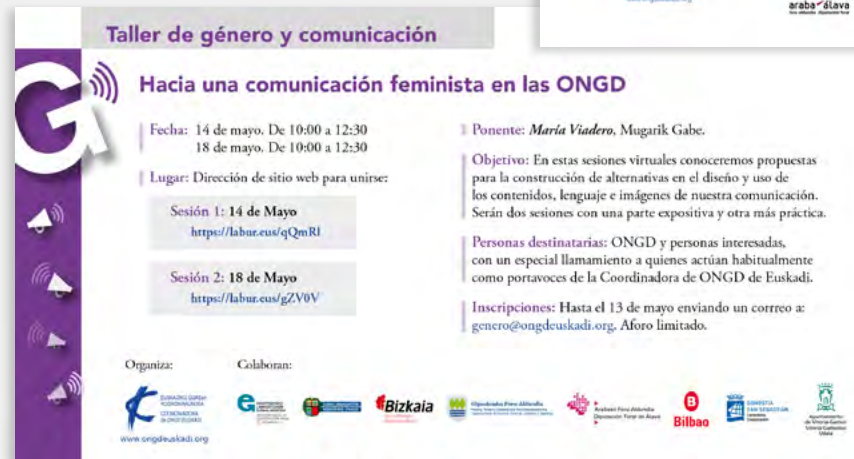 araba álava
Taller de género y comunicación
G
Hacia una comunicación feminista en las ONGD
Fecha: 14 de mayo. De 10:00 a 12:30
18 de mayo. De 10:00 a 12:30
Lugar: Dirección de sitio web para unirse:
Sesión 1: 14 de Mayo
https://labur.eus/qQmRl
Sesión 2: 18 de Mayo
https://labur.eus/gZV0V
Ponente: María Viadero, Mugarik Gabe.
Objetivo: En estas sesiones virtuales conoceremos propuestas
para la construcción de alternativas en el diseño y uso de
los contenidos, lenguaje e imágenes de nuestra comunicación.
Serán dos sesiones con una parte expositiva y otra más práctica.
Personas destinatarias: ONGD y personas interesadas,
con un especial llamamiento a quienes actúan habitualmente
como portavoces de la Coordinadora de ONGD de Euskadi.
Inscripciones: Hasta el 13 de mayo enviando un corrreo a:
genero@ongdeuskadi.org. Aforo limitado.
Organiza:
Colaboran:
www.ongdeuskadi.org
Bizkaia
Bilbao